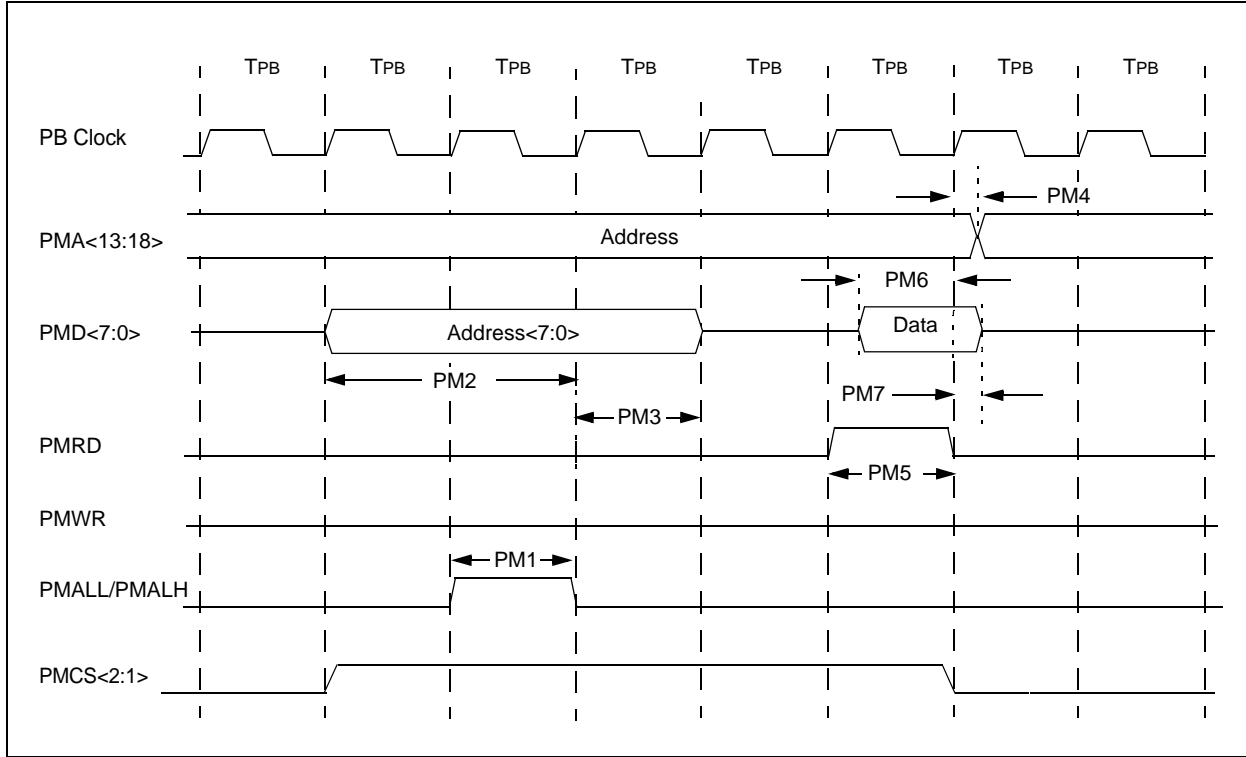 TPB TPB TPB TPB TPB TPB TPB TPB
PB Clock
PM4
PMA<13:18>
Address
PM6
PMD<7:0>
Address<7:0>
Data
PM2
PM7
PM3
PMRD
PM5
PMWR
PM1
PMALL/PMALH
PMCS<2:1>